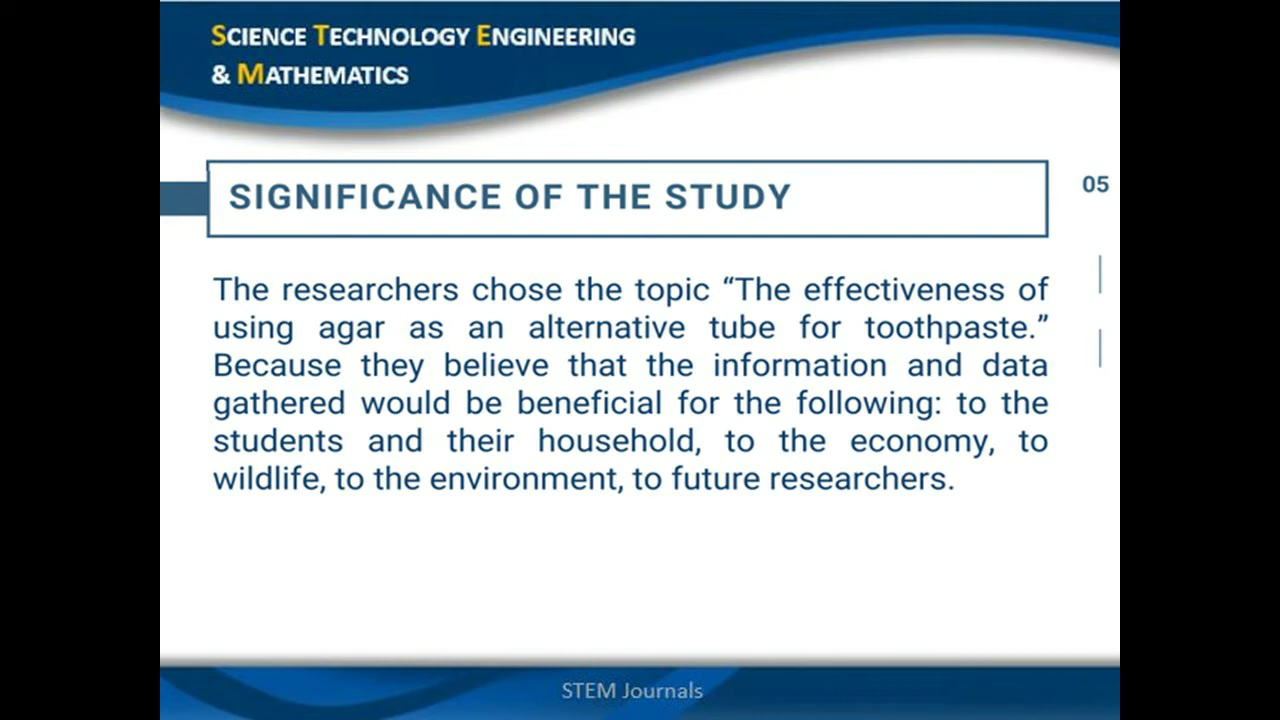 SCIENCE TECHNOLOGY ENGINEERING
& MATHEMATICS
SIGNIFICANCE OF THE STUDY
05
The researchers chose the topic “The effectiveness of
using agar as an alternative tube for toothpaste.”
Because they believe that the information and data
gathered would be beneficial for the following: to the
students and their household, to the economy, to
wildlife, to the environment, to future researchers.
STEM Journals